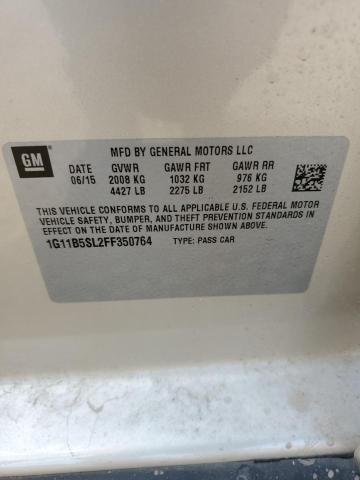 GM
MFD BY GENERAL MOTORS LLC
DATE GVWR GAWR FRT GAWR RR
06/15 2008 KG 1032 KG 976 KG
4427 LB 2275 LB 2152 LB
THIS VEHICLE CONFORMS TO ALL APPLICABLE U.S. FEDERAL MOTOR
VEHICLE SAFETY, BUMPER, AND THEFT PREVENTION STANDARDS IN
EFFECT ON THE DATE OF MANUFACTURE SHOWN ABOVE.
1G11B5SL2FF350764 TYPE: PASS CAR